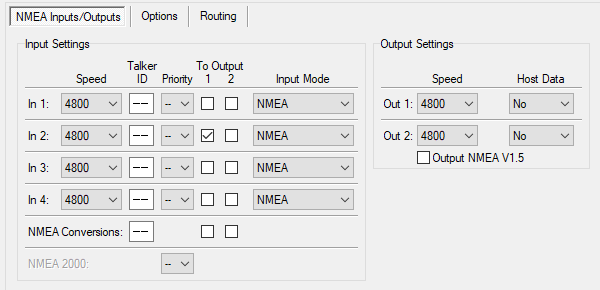 NMEA Inputs/Outputs Options Routing
Input Settings Output Settings
Talker To Output
Speed ID Priority 1 2 Input Mode Speed Host Data
In 1: 4800 –– -- NMEA Out 1: 4800 No
In 2: 4800 –– -- NMEA Out 2: 4800 No
Output NMEA V1.5
In 3: 4800 –– -- NMEA
In 4: 4800 –– -- NMEA
NMEA Conversions: ––
NMEA 2000: --